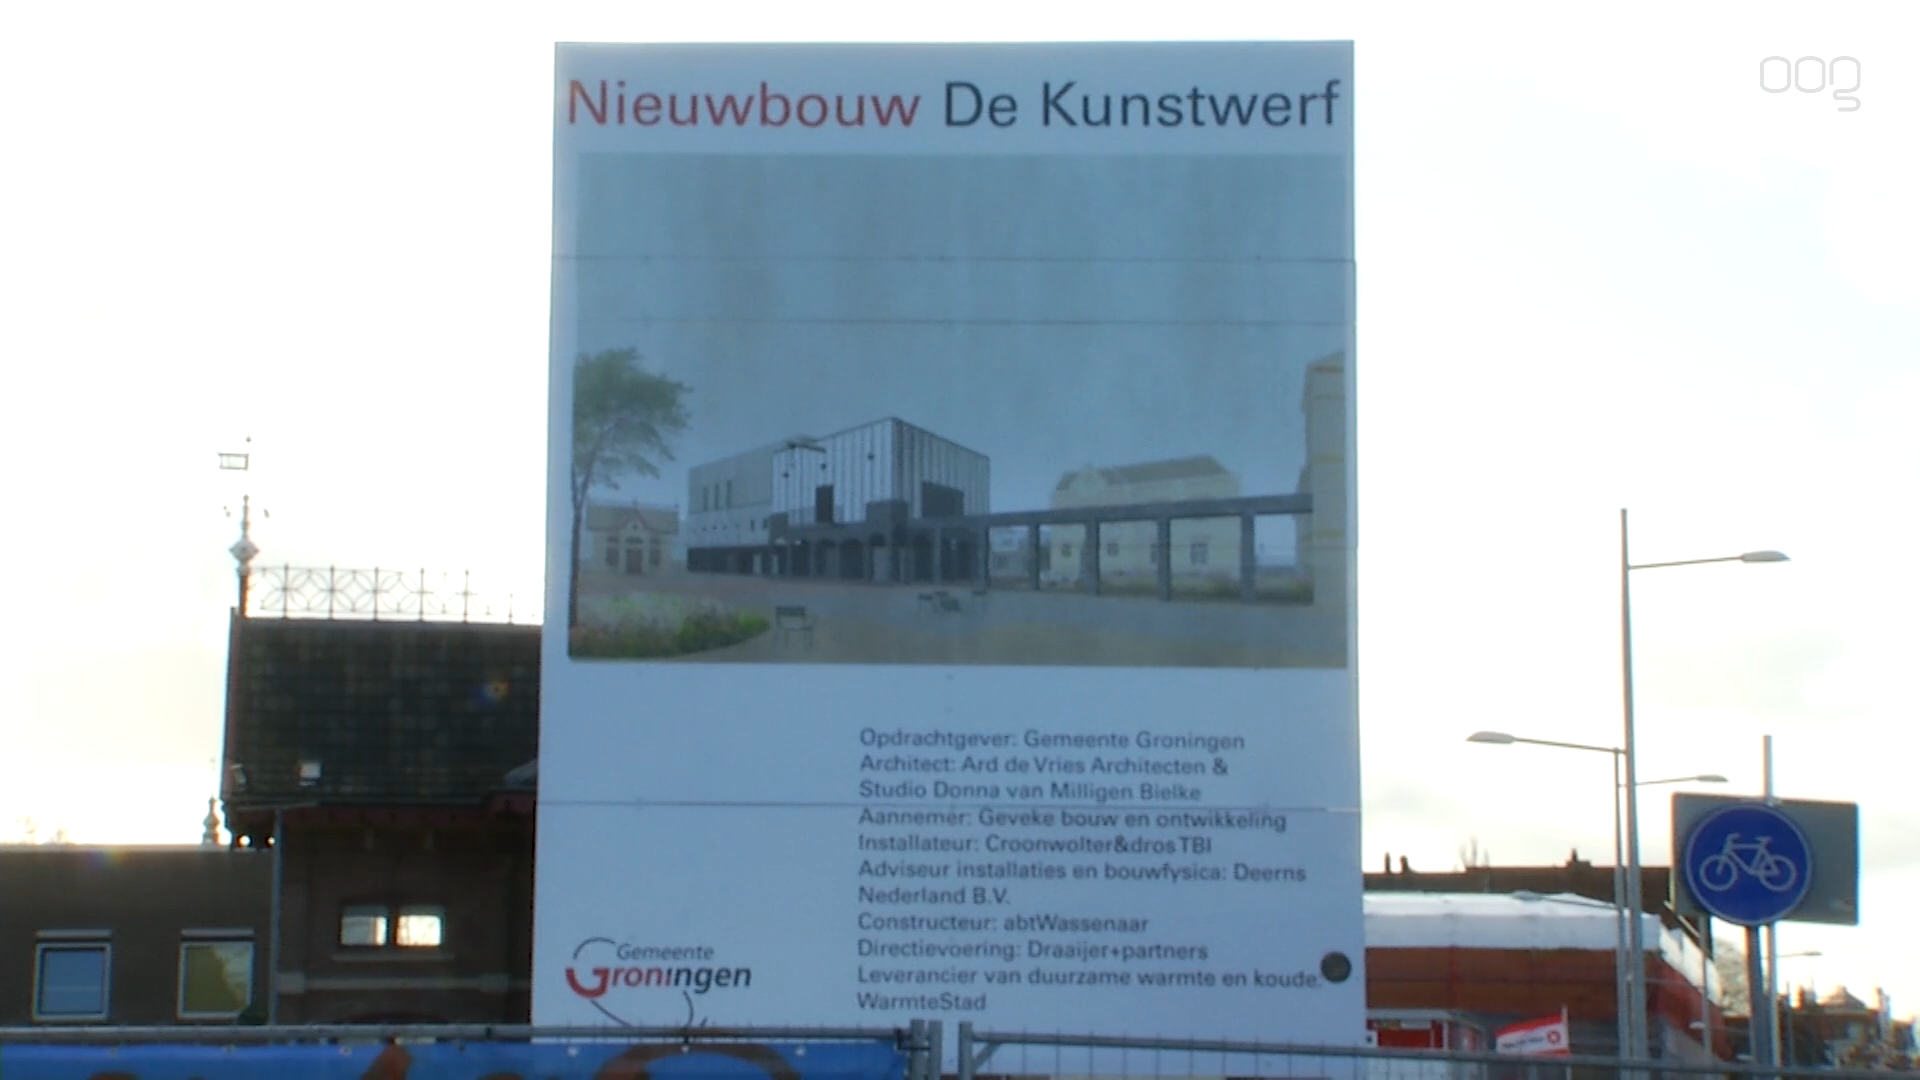 oog
Nieuwbouw De Kunstwerf
Opdrachtgever: Gemeente Groningen
Architect: Ard de Vries Architecten &
Studio Donna van Milligen Bielke
Aannemer: Geveke bouw en ontwikkeling
Installateur: Croonwolter&dros TBI
Adviseur installaties en bouwfysica: Deerns
Nederland B.V.
Constructeur: abtWassenaar
Directievoering: Draaijer+partners
Leverancier van duurzame warmte en koude:
WarmteStad
Gemeente
Groningen